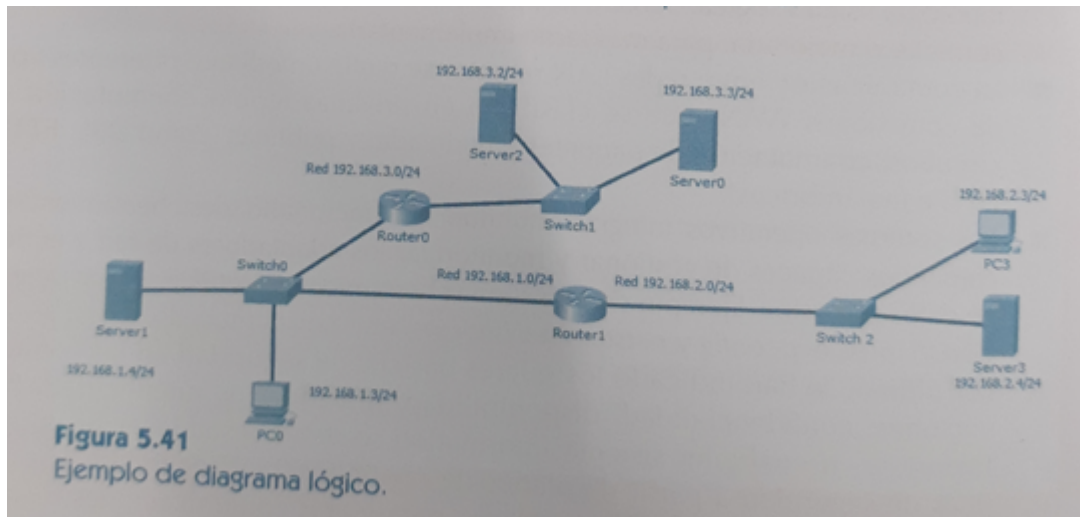 192.168.3.2/24
192.168.3.3/24
Server2
Server0
Red 192.168.3.0/24
192.168.2.3/24
Router0
Switch1
PC3
Switch0
Red 192.168.1.0/24
Red 192.168.2.0/24
Server1
Router1
Switch 2
Server3
192.168.1.4/24
192.168.2.4/24
192.168.1.3/24
PC0
Figura 5.41
Ejemplo de diagrama lógico.